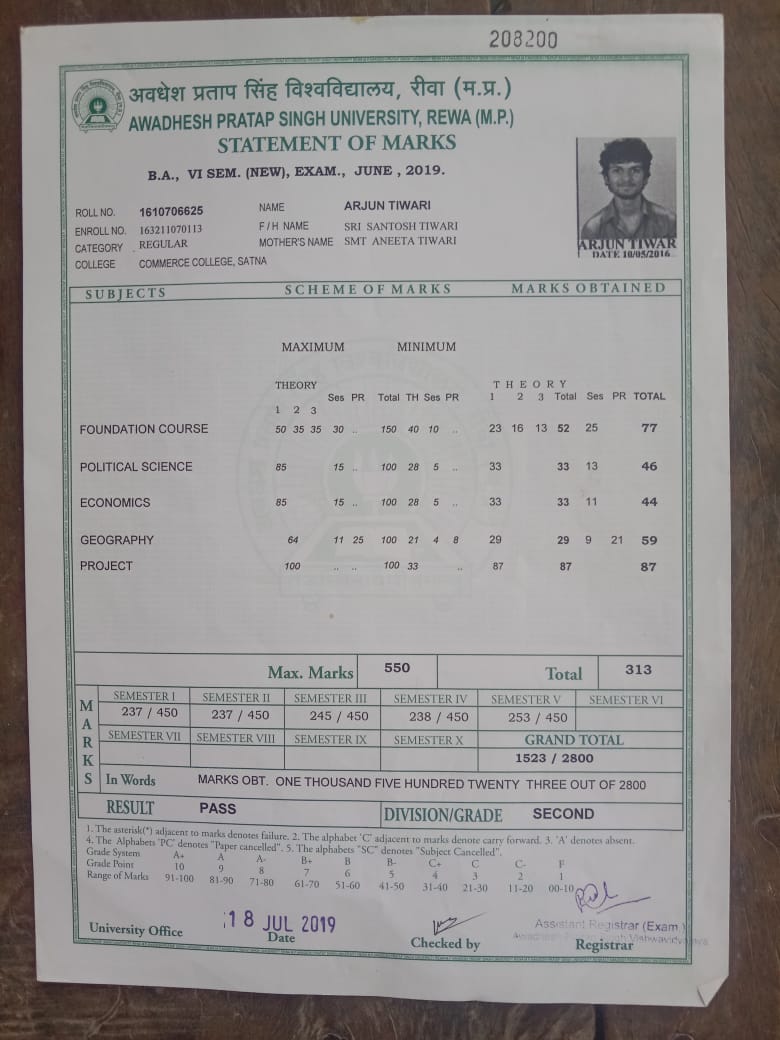 208200
अवधेश प्रताप सिंह विश्वविद्यालय, रीवा (म.प्र.)
AWADHESH PRATAP SINGH UNIVERSITY, REWA (M.P.)
STATEMENT OF MARKS
B.A., VI SEM. (NEW), EXAM., JUNE , 2019.
ROLL NO. 1610706625 NAME ARJUN TIWARI
ENROLL NO. 163211070113 F/H NAME SRI SANTOSH TIWARI
CATEGORY . REGULAR MOTHER'S NAME SMT ANEETA TIWARI
COLLEGE COMMERCE COLLEGE, SATNA
ARJUN TIWAR
DATE 10/05/2016
SUBJECTS SCHEME OF MARKS MARKS OBTAINED
MAXIMUM MINIMUM
THEORY T H E O R Y
Ses PR Total TH Ses PR 1 2 3 Total Ses PR TOTAL
1 2 3
FOUNDATION COURSE 50 35 35 30 .. 150 40 10 .. 23 16 13 52 25 77
POLITICAL SCIENCE 85 15 .. 100 28 5 .. 33 33 13 46
ECONOMICS 85 15 .. 100 28 5 .. 33 33 11 44
GEOGRAPHY 64 11 25 100 21 4 8 29 29 9 21 59
PROJECT 100 .. .. 100 33 .. 87 87 87
Max. Marks 550 Total 313
MARKS
SEMESTER I SEMESTER II SEMESTER III SEMESTER IV SEMESTER V SEMESTER VI
237 / 450 237 / 450 245 / 450 238 / 450 253 / 450
SEMESTER VII SEMESTER VIII SEMESTER IX SEMESTER X GRAND TOTAL
1523 / 2800
In Words MARKS OBT. ONE THOUSAND FIVE HUNDRED TWENTY THREE OUT OF 2800
RESULT PASS DIVISION/GRADE SECOND
1. The asterisk(*) adjacent to marks denotes failure. 2. The alphabet 'C' adjacent to marks denote carry forward. 3. 'A' denotes absent.
4. The Alphabets 'PC' denotes "Paper cancelled". 5. The alphabets "SC" denotes "Subject Cancelled".
Grade System A+ A A- B+ B B- C+ C C- F
Grade Point 10 9 8 7 6 5 4 3 2 1
Range of Marks 91-100 81-90 71-80 61-70 51-60 41-50 31-40 21-30 11-20 00-10
18 JUL 2019
Assistant Registrar (Exam
University Office Date Checked by Registrar